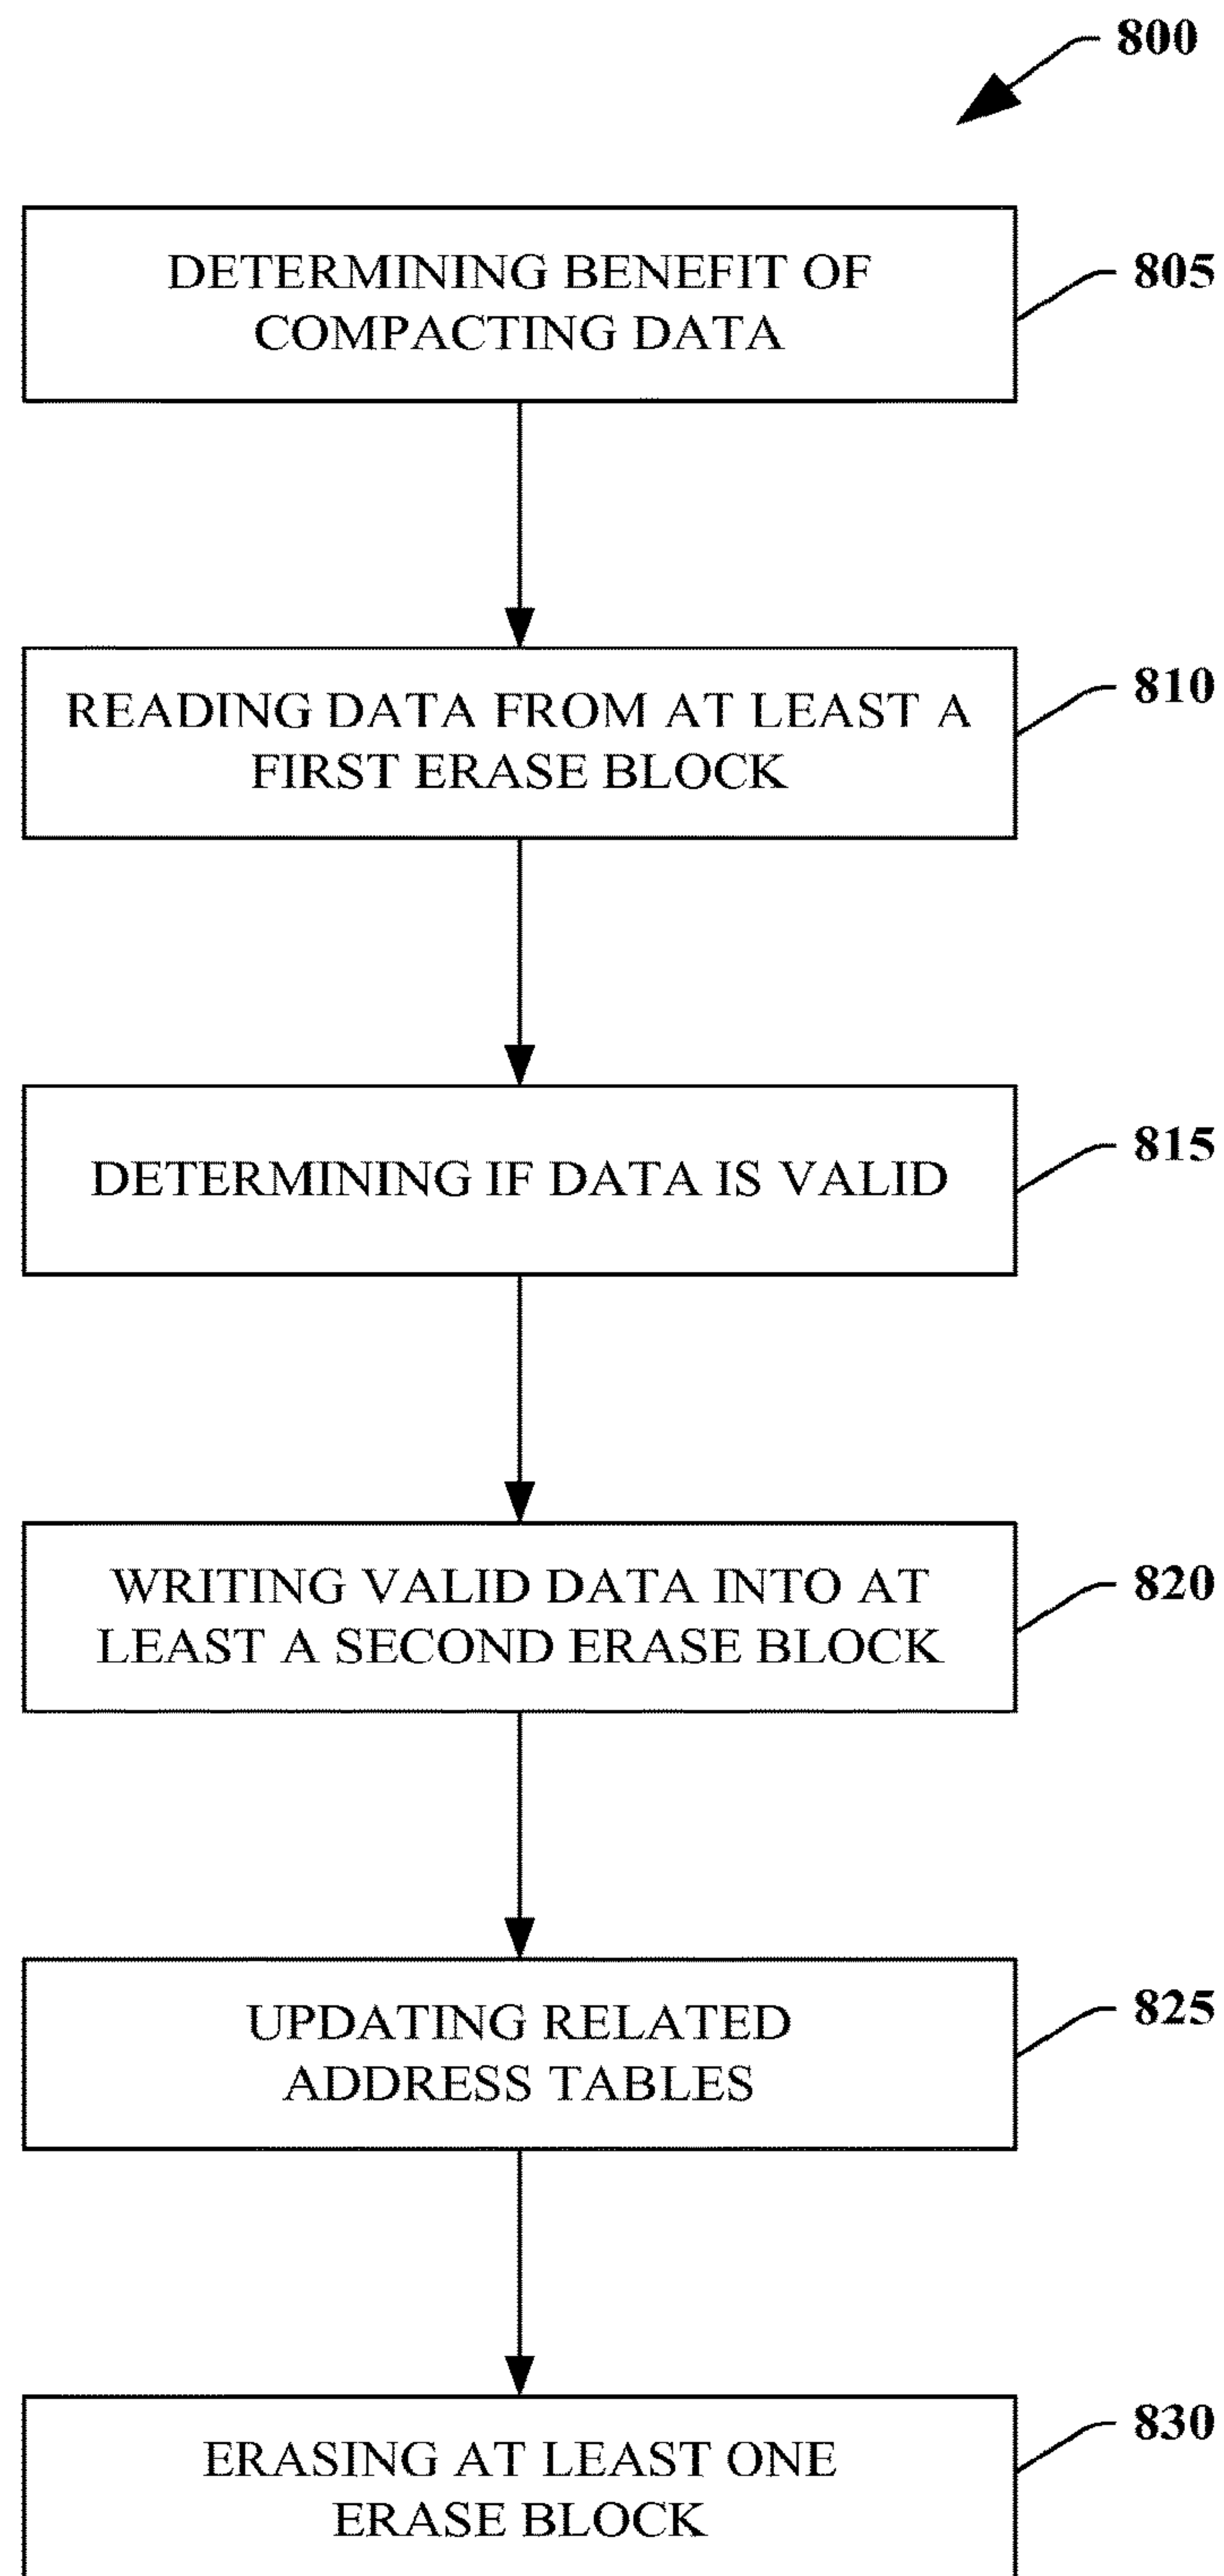 800
DETERMINING BENEFIT OF
COMPACTING DATA
805
READING DATA FROM AT LEAST A
FIRST ERASE BLOCK
810
DETERMINING IF DATA IS VALID
815
WRITING VALID DATA INTO AT
LEAST A SECOND ERASE BLOCK
820
UPDATING RELATED
ADDRESS TABLES
825
ERASING AT LEAST ONE
ERASE BLOCK
830